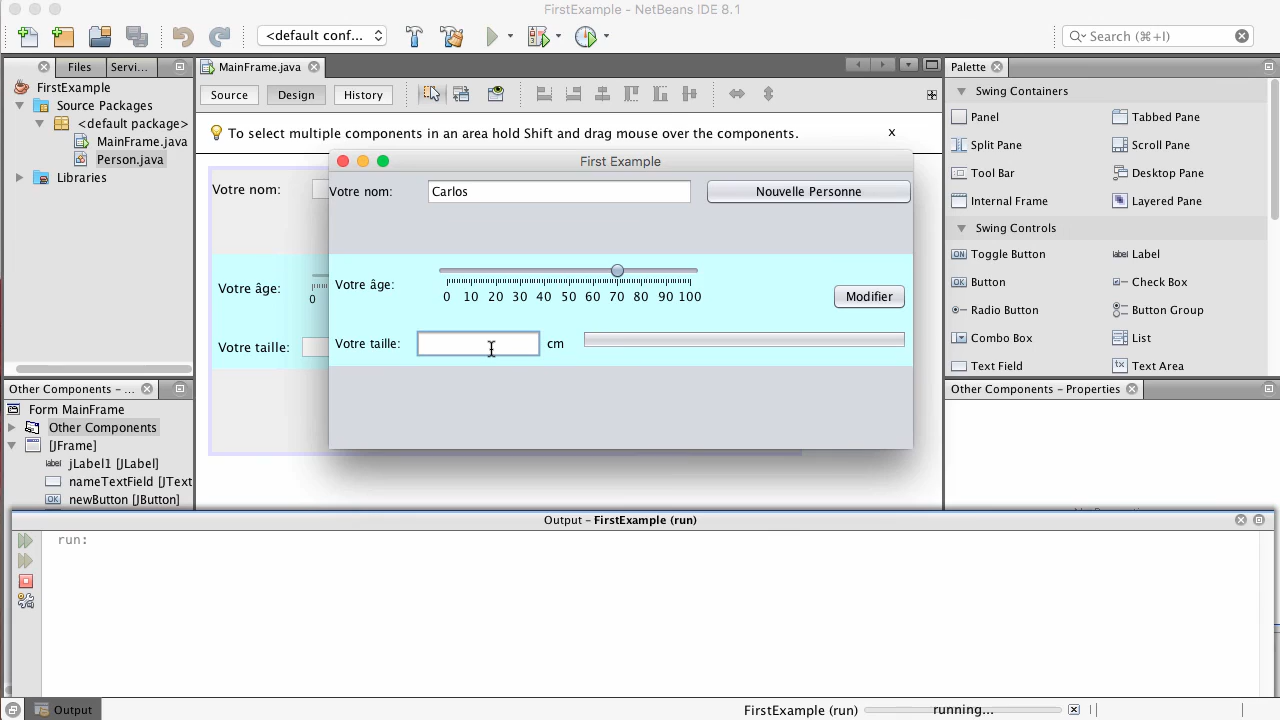 FirstExample - NetBeans IDE 8.1
<default conf...
Search (⌘+I)
Files
Servi...
MainFrame.java
Palette
FirstExample
Source Packages
<default package>
MainFrame.java
Person.java
Libraries
Source
Design
History
To select multiple components in an area hold Shift and drag mouse over the components.
x
Swing Containers
Panel
Tabbed Pane
Split Pane
Scroll Pane
Tool Bar
Desktop Pane
Internal Frame
Layered Pane
Swing Controls
ON
Toggle Button
label
Label
OK
Button
Check Box
Radio Button
Button Group
Combo Box
List
Text Field
Text Area
Votre nom:
Votre âge:
0
Votre taille:
First Example
Votre nom:
Carlos
Nouvelle Personne
Votre âge:
0 10 20 30 40 50 60 70 80 90 100
Modifier
Votre taille:
cm
Other Components - ...
Form MainFrame
Other Components
[JFrame]
label
jLabel1 [JLabel]
nameTextField [JText
OK
newButton [JButton]
Other Components - Properties
Output - FirstExample (run)
run:
Output
FirstExample (run)
running...